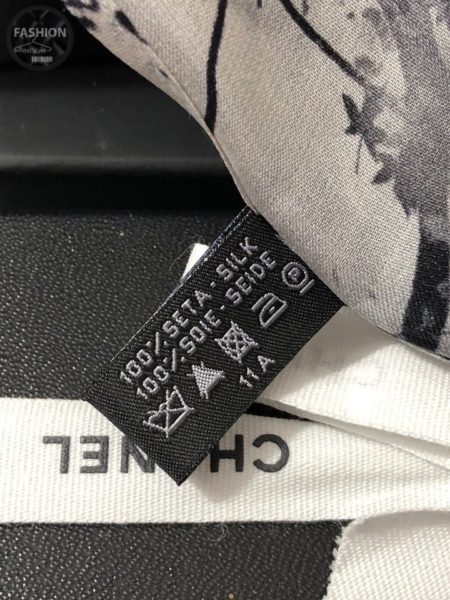 FASHION
RealStyle
100%SETA-SILK
100%SOIE-SEIDE
P
11A
CHANEL